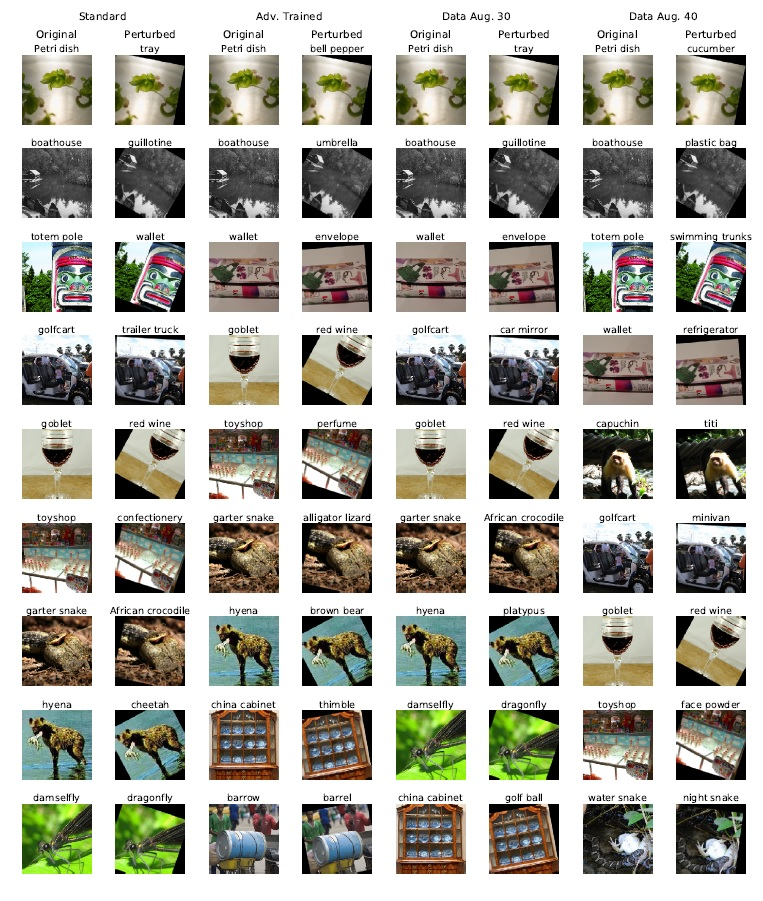 Standard Adv. Trained Data Aug. 30 Data Aug. 40
Original Perturbed Original Perturbed Original Perturbed Original Perturbed
Petri dish tray Petri dish bell pepper Petri dish tray Petri dish cucumber
boathouse guillotine boathouse umbrella boathouse guillotine boathouse plastic bag
totem pole wallet wallet envelope wallet envelope totem pole swimming trunks
golfcart trailer truck goblet red wine golfcart car mirror wallet refrigerator
goblet red wine toyshop perfume goblet red wine capuchin titi
toyshop confectionery garter snake alligator lizard garter snake African crocodile golfcart minivan
garter snake African crocodile hyena brown bear hyena platypus goblet red wine
hyena cheetah china cabinet thimble damselfly dragonfly toyshop face powder
damselfly dragonfly barrow barrel china cabinet golf ball water snake night snake